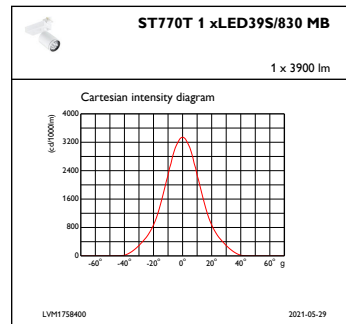 ST770T 1 xLED39S/830 MB
1 x 3900 lm
Cartesian intensity diagram
(cd/1000lm)
4000
3200
2400
1600
800
0
-60° -40° -20° 0° 20° 40° 60° g
LVM1758400 2021-05-29